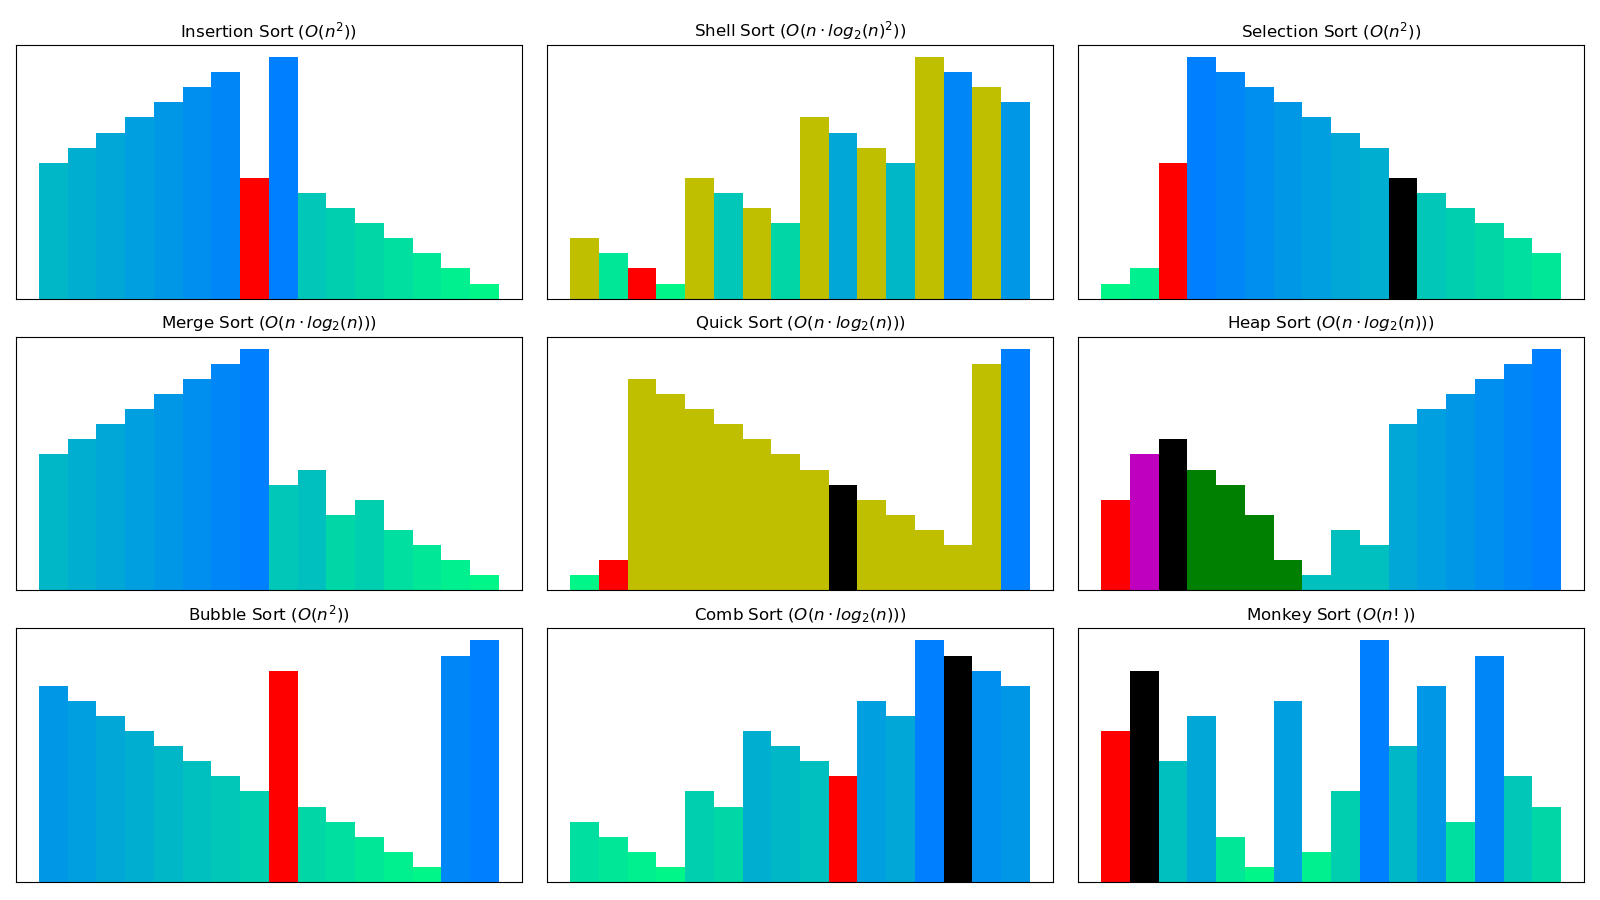 Insertion Sort (O(n²))
Shell Sort (O(n · log₂(n)²))
Selection Sort (O(n²))
Merge Sort (O(n · log₂(n)))
Quick Sort (O(n · log₂(n)))
Heap Sort (O(n · log₂(n)))
Bubble Sort (O(n²))
Comb Sort (O(n · log₂(n)))
Monkey Sort (O(n! ))